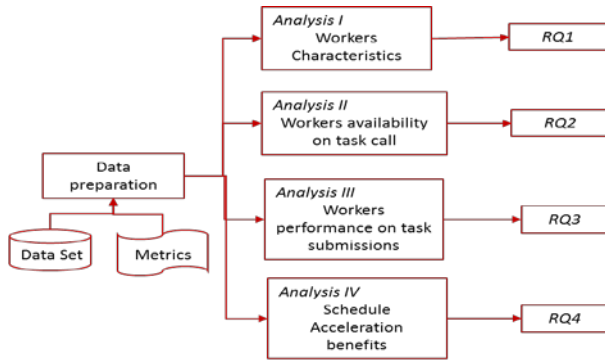 Analysis I
Workers
Characteristics
RQ1
Analysis II
Workers availability
on task call
RQ2
Data
preparation
Data Set
Metrics
Analysis III
Workers
performance on task
submissions
RQ3
Analysis IV
Schedule
Acceleration
benefits
RQ4